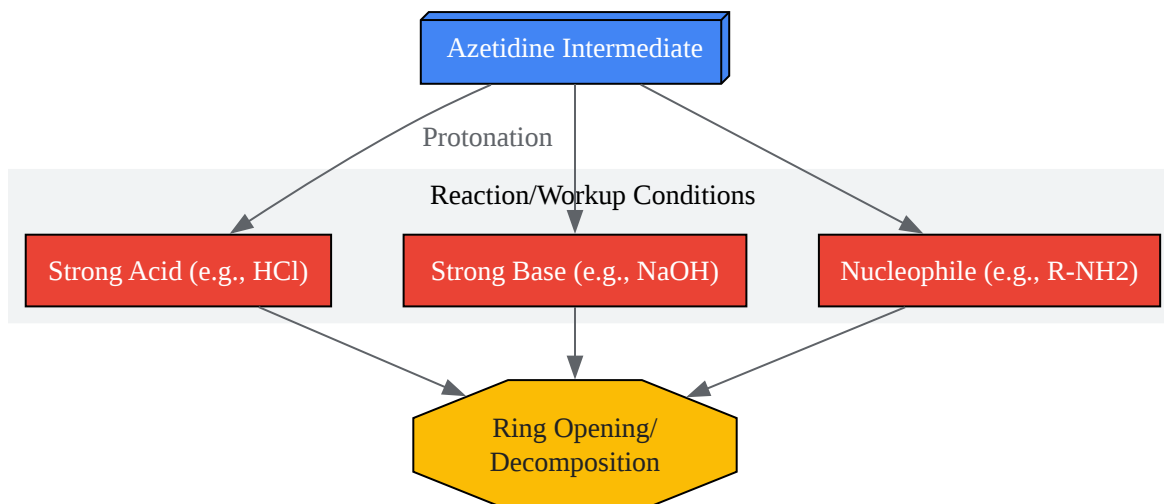 Azetidine Intermediate
Protonation
Reaction/Workup Conditions
Strong Acid (e.g., HCl)
Strong Base (e.g., NaOH)
Nucleophile (e.g., R-NH2)
Ring Opening/
Decomposition